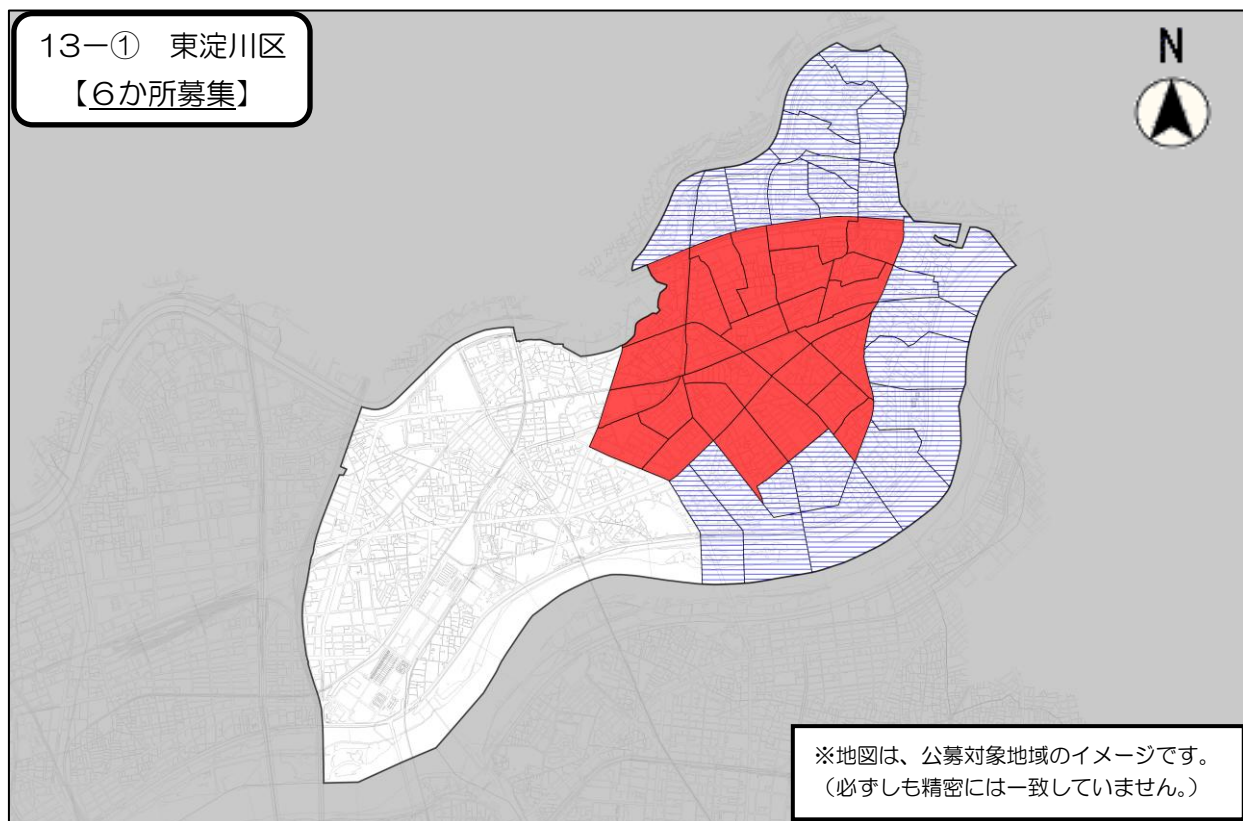 13-① 東淀川区
【6か所募集】
N
※地図は、公募対象地域のイメージです。
(必ずしも精密には一致していません。)